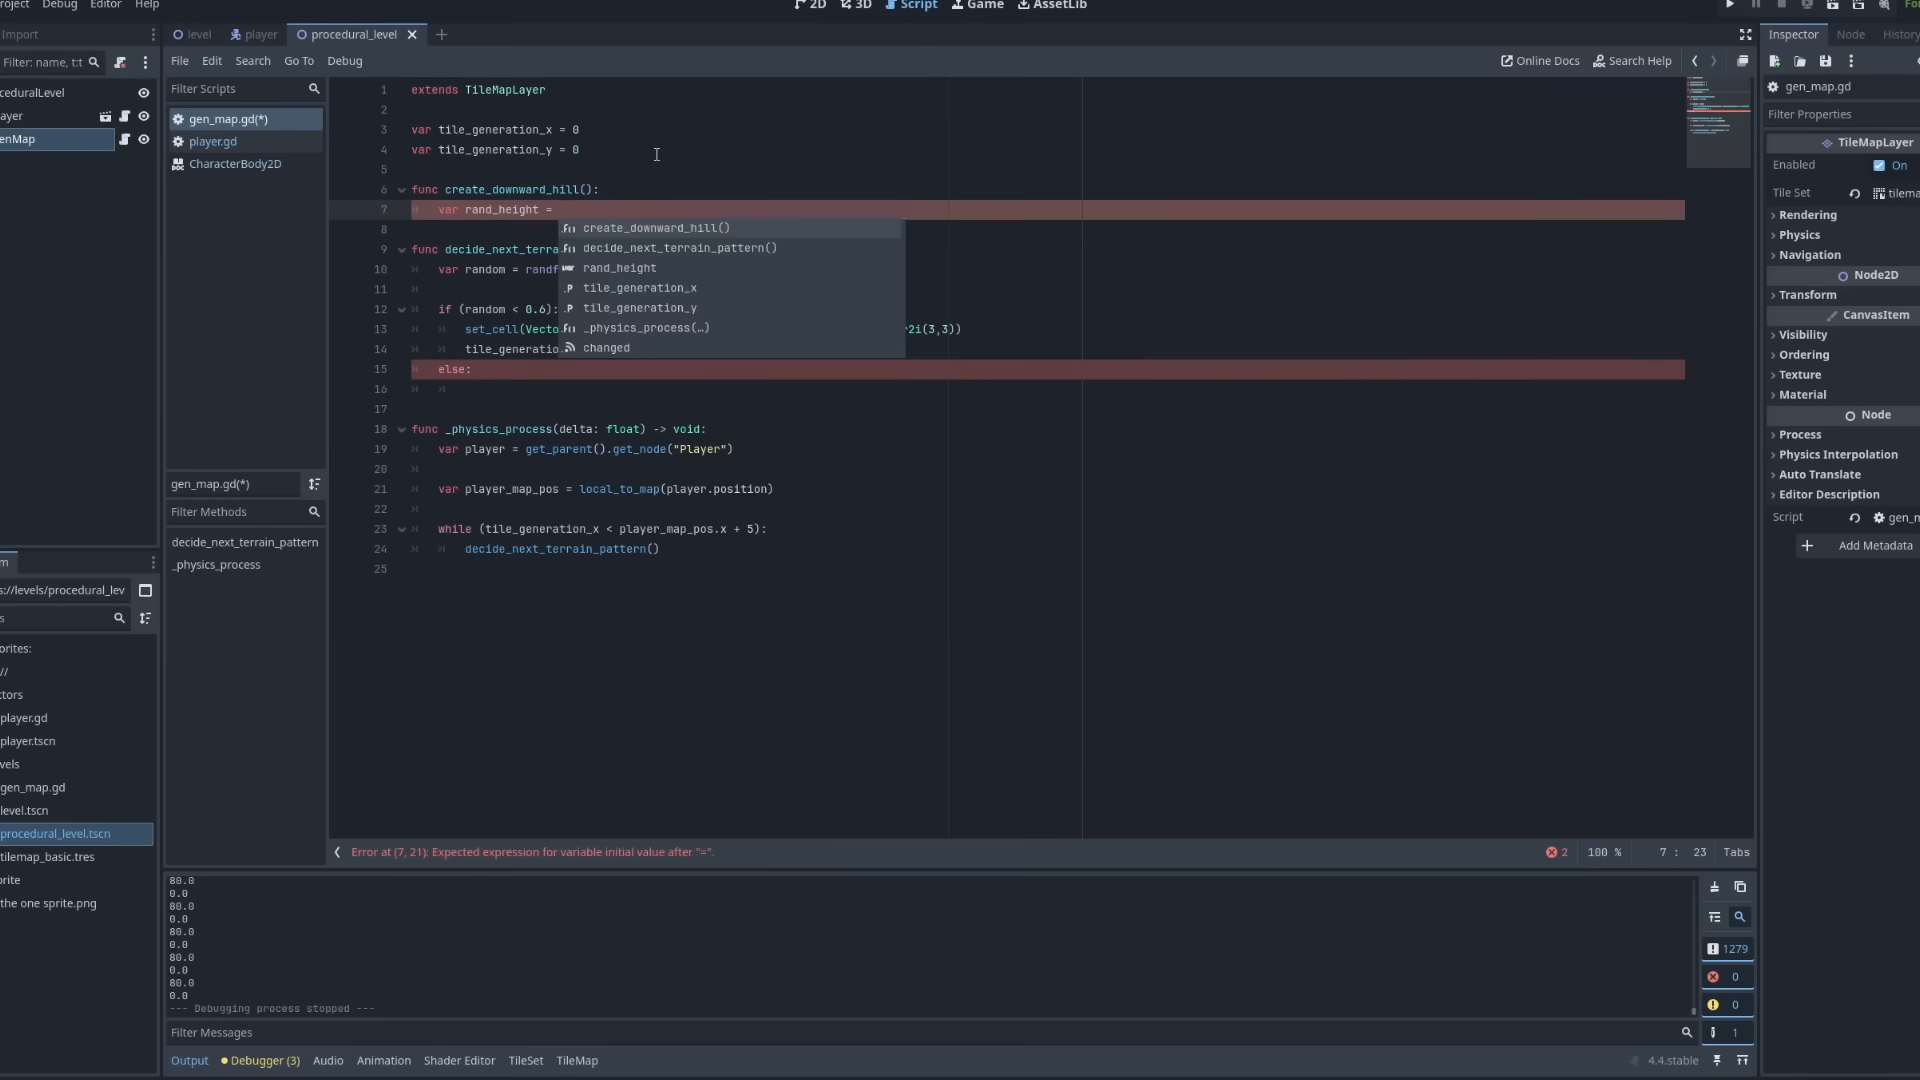 roject Debug Editor Help
2D 3D Script Game AssetLib
Import
level player procedural_level
Inspector Node History
Filter: name, t:t
File Edit Search Go To Debug
Online Docs Search Help
gen_map.gd
Filter Properties
ceduralLevel
ayer
enMap
Filter Scripts
gen_map.gd(*)
player.gd
CharacterBody2D
gen_map.gd(*)
Filter Methods
decide_next_terrain_pattern
_physics_process
1 extends TileMapLayer
2
3 var tile_generation_x = 0
4 var tile_generation_y = 0
5
6 func create_downward_hill():
7 var rand_height =
8
9 func decide_next_terra
10 var random = randf
11
12 if (random < 0.6):
13 set_cell(Vecto r2i(3,3))
14 tile_generatio
15 else:
16
17
18 func _physics_process(delta: float) -> void:
19 var player = get_parent().get_node("Player")
20
21 var player_map_pos = local_to_map(player.position)
22
23 while (tile_generation_x < player_map_pos.x + 5):
24 decide_next_terrain_pattern()
25
create_downward_hill()
decide_next_terrain_pattern()
rand_height
tile_generation_x
tile_generation_y
_physics_process(…)
changed
TileMapLayer
Enabled On
Tile Set tilema
Rendering
Physics
Navigation
Node2D
Transform
CanvasItem
Visibility
Ordering
Texture
Material
Node
Process
Physics Interpolation
Auto Translate
Editor Description
Script gen_m
Add Metadata
m
s://levels/procedural_lev
s
orites:
//
ctors
player.gd
player.tscn
vels
gen_map.gd
level.tscn
procedural_level.tscn
tilemap_basic.tres
prite
the one sprite.png
Error at (7, 21): Expected expression for variable initial value after "=".
2 100 % 7 : 23 Tabs
80.0
0.0
80.0
0.0
80.0
0.0
80.0
0.0
80.0
0.0
--- Debugging process stopped ---
1279
0
0
1
Filter Messages
Output Debugger (3) Audio Animation Shader Editor TileSet TileMap
4.4.stable